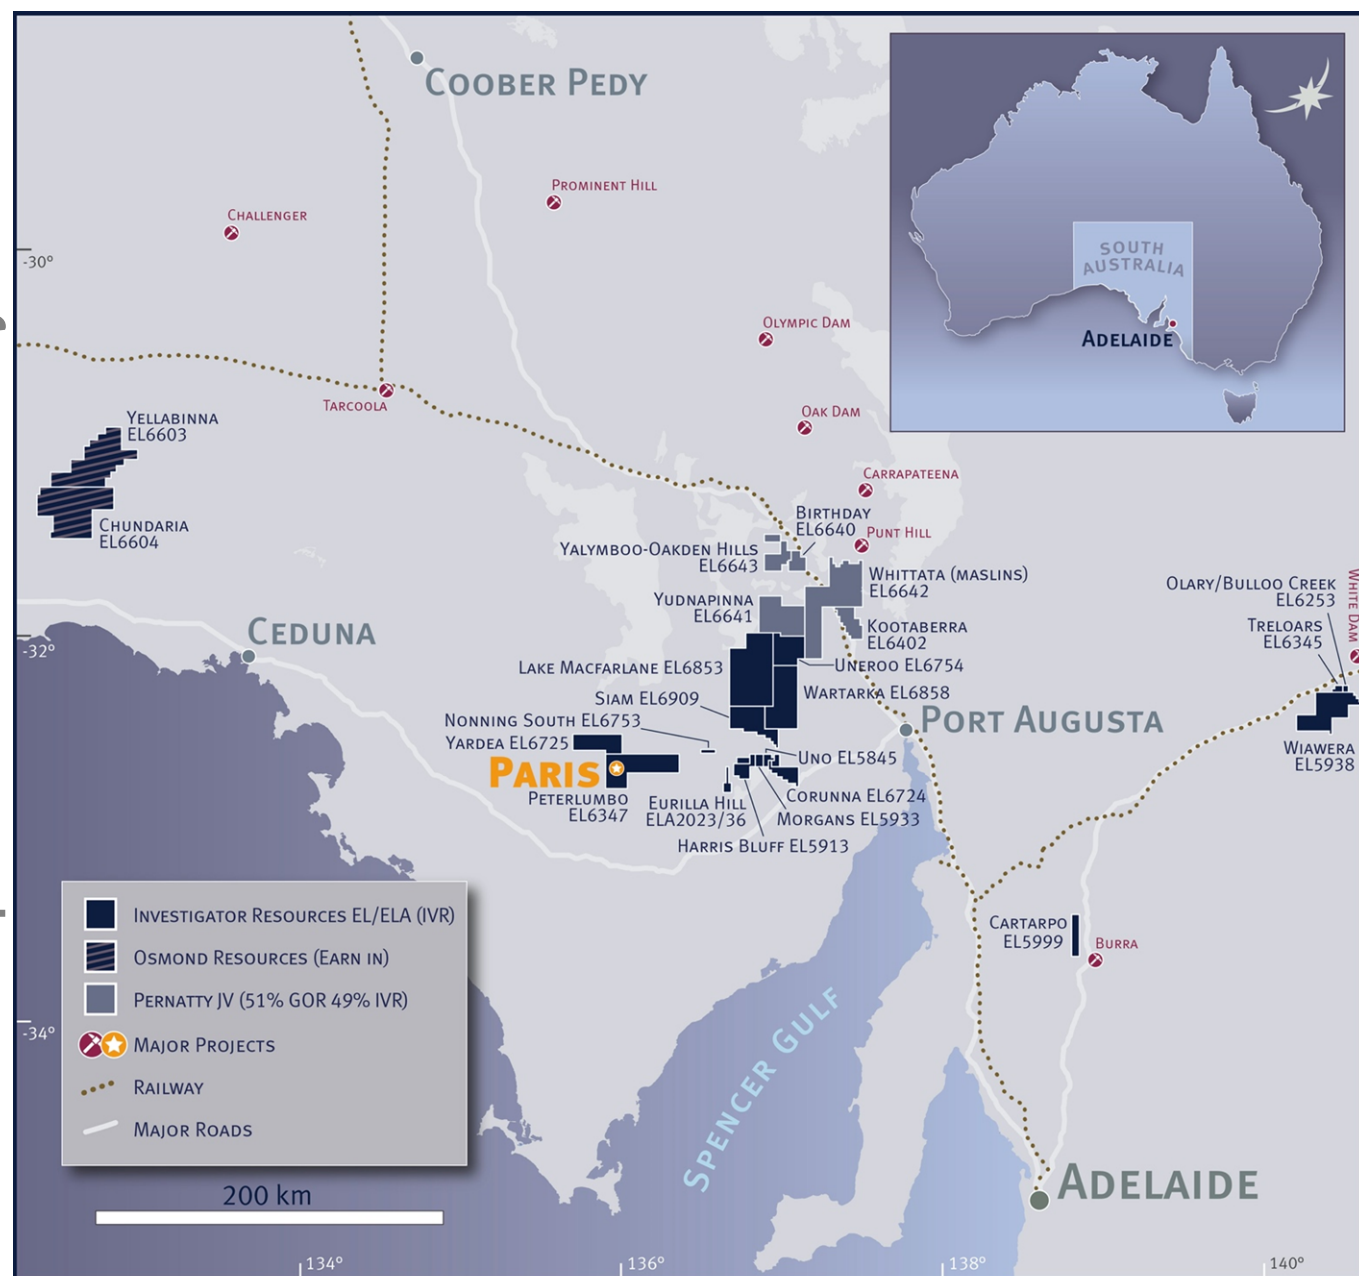 COOBER PEDY
PROMINENT HILL
CHALLENGER
-30°
SOUTH
AUSTRALIA
ADELAIDE
OLYMPIC DAM
TARCOOLA
OAK DAM
YELLABINNA
EL6603
CARRAPATEENA
CHUNDARIA
EL6604
BIRTHDAY
EL6640
PUNT HILL
YALYMBOO-OAKDEN HILLS
EL6643
WHITTATA (MASLINS)
EL6642
OLARY/BULLOO CREEK
EL6253
WHITE DAM
YUDNAPINNA
EL6641
KOOTABERRA
EL6402
TRELOARS
EL6345
-32°
CEDUNA
LAKE MACFARLANE EL6853
UNEROO EL6754
SIAM EL6909
WARTARKA EL6858
NONNING SOUTH EL6753
PORT AUGUSTA
YARDEA EL6725
UNO EL5845
WIAWERA
EL5938
PARIS
PETERLUMBO
EL6347
EURILLA HILL
ELA2023/36
CORUNNA EL6724
MORGANS EL5933
HARRIS BLUFF EL5913
CARTARPO
EL5999
BURRA
INVESTIGATOR RESOURCES EL/ELA (IVR)
OSMOND RESOURCES (EARN IN)
PERNATTY JV (51% GOR 49% IVR)
MAJOR PROJECTS
RAILWAY
MAJOR ROADS
-34°
SPENCER GULF
200 km
ADELAIDE
134°
136°
138°
140°